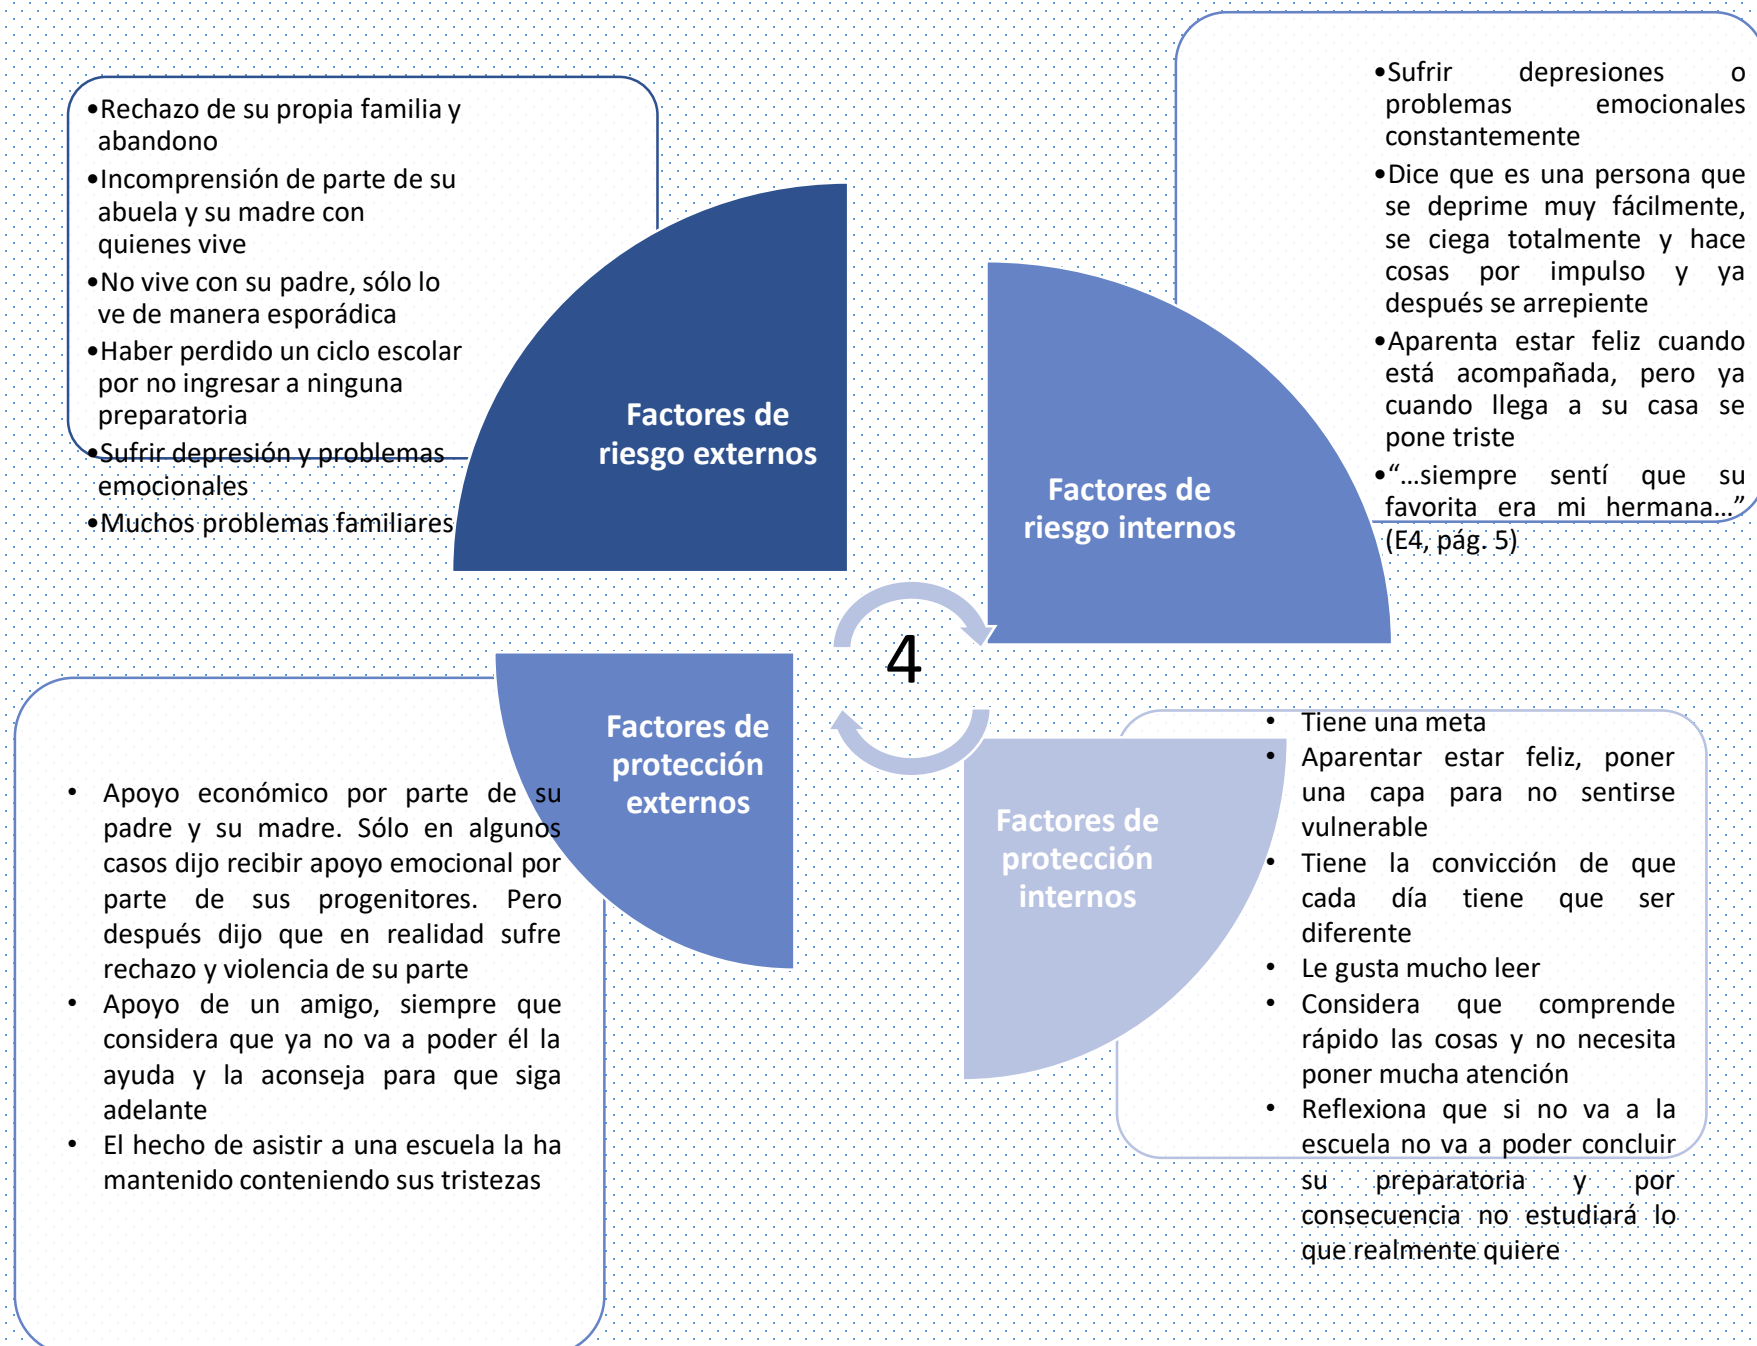 •Rechazo de su propia familia y
abandono
•Incomprensión de parte de su
abuela y su madre con
quienes vive
•No vive con su padre, sólo lo
ve de manera esporádica
•Haber perdido un ciclo escolar
por no ingresar a ninguna
preparatoria
•Sufrir depresión y problemas
emocionales
•Muchos problemas familiares
Factores de
riesgo externos
•Sufrir depresiones o
problemas emocionales
constantemente
•Dice que es una persona que
se deprime muy fácilmente,
se ciega totalmente y hace
cosas por impulso y ya
después se arrepiente
•Aparenta estar feliz cuando
está acompañada, pero ya
cuando llega a su casa se
pone triste
•“…siempre sentí que su
favorita era mi hermana…”
(E4, pág. 5)
Factores de
riesgo internos
4
Factores de
protección
externos
• Apoyo económico por parte de su
padre y su madre. Sólo en algunos
casos dijo recibir apoyo emocional por
parte de sus progenitores. Pero
después dijo que en realidad sufre
rechazo y violencia de su parte
• Apoyo de un amigo, siempre que
considera que ya no va a poder él la
ayuda y la aconseja para que siga
adelante
• El hecho de asistir a una escuela la ha
mantenido conteniendo sus tristezas
Factores de
protección
internos
• Tiene una meta
• Aparentar estar feliz, poner
una capa para no sentirse
vulnerable
• Tiene la convicción de que
cada día tiene que ser
diferente
• Le gusta mucho leer
• Considera que comprende
rápido las cosas y no necesita
poner mucha atención
• Reflexiona que si no va a la
escuela no va a poder concluir
su preparatoria y por
consecuencia no estudiará lo
que realmente quiere